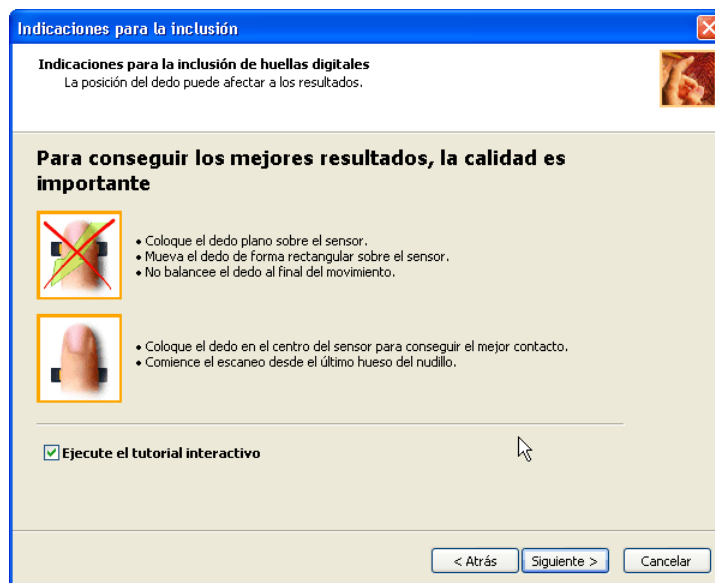 Indicaciones para la inclusión
Indicaciones para la inclusión de huellas digitales
La posición del dedo puede afectar a los resultados.
Para conseguir los mejores resultados, la calidad es
importante
• Coloque el dedo plano sobre el sensor.
• Mueva el dedo de forma rectangular sobre el sensor.
• No balancee el dedo al final del movimiento.
• Coloque el dedo en el centro del sensor para conseguir el mejor contacto.
• Comience el escaneo desde el último hueso del nudillo.
Ejecute el tutorial interactivo
< Atrás Siguiente > Cancelar